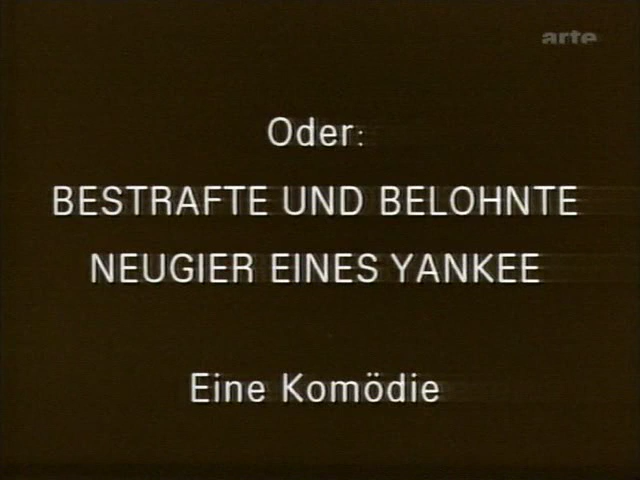 arte
Oder:
BESTRAFTE UND BELOHNTE
NEUGIER EINES YANKEE
Eine Komödie